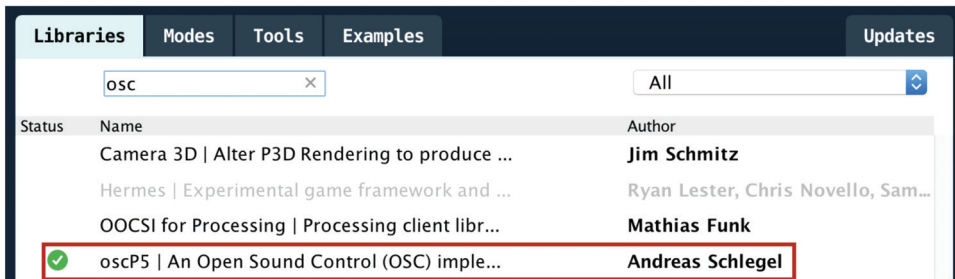 Libraries Modes Tools Examples Updates
osc × All
Status Name Author
Camera 3D | Alter P3D Rendering to produce ... Jim Schmitz
Hermes | Experimental game framework and ... Ryan Lester, Chris Novello, Sam...
OOCSI for Processing | Processing client libr... Mathias Funk
oscP5 | An Open Sound Control (OSC) imple... Andreas Schlegel